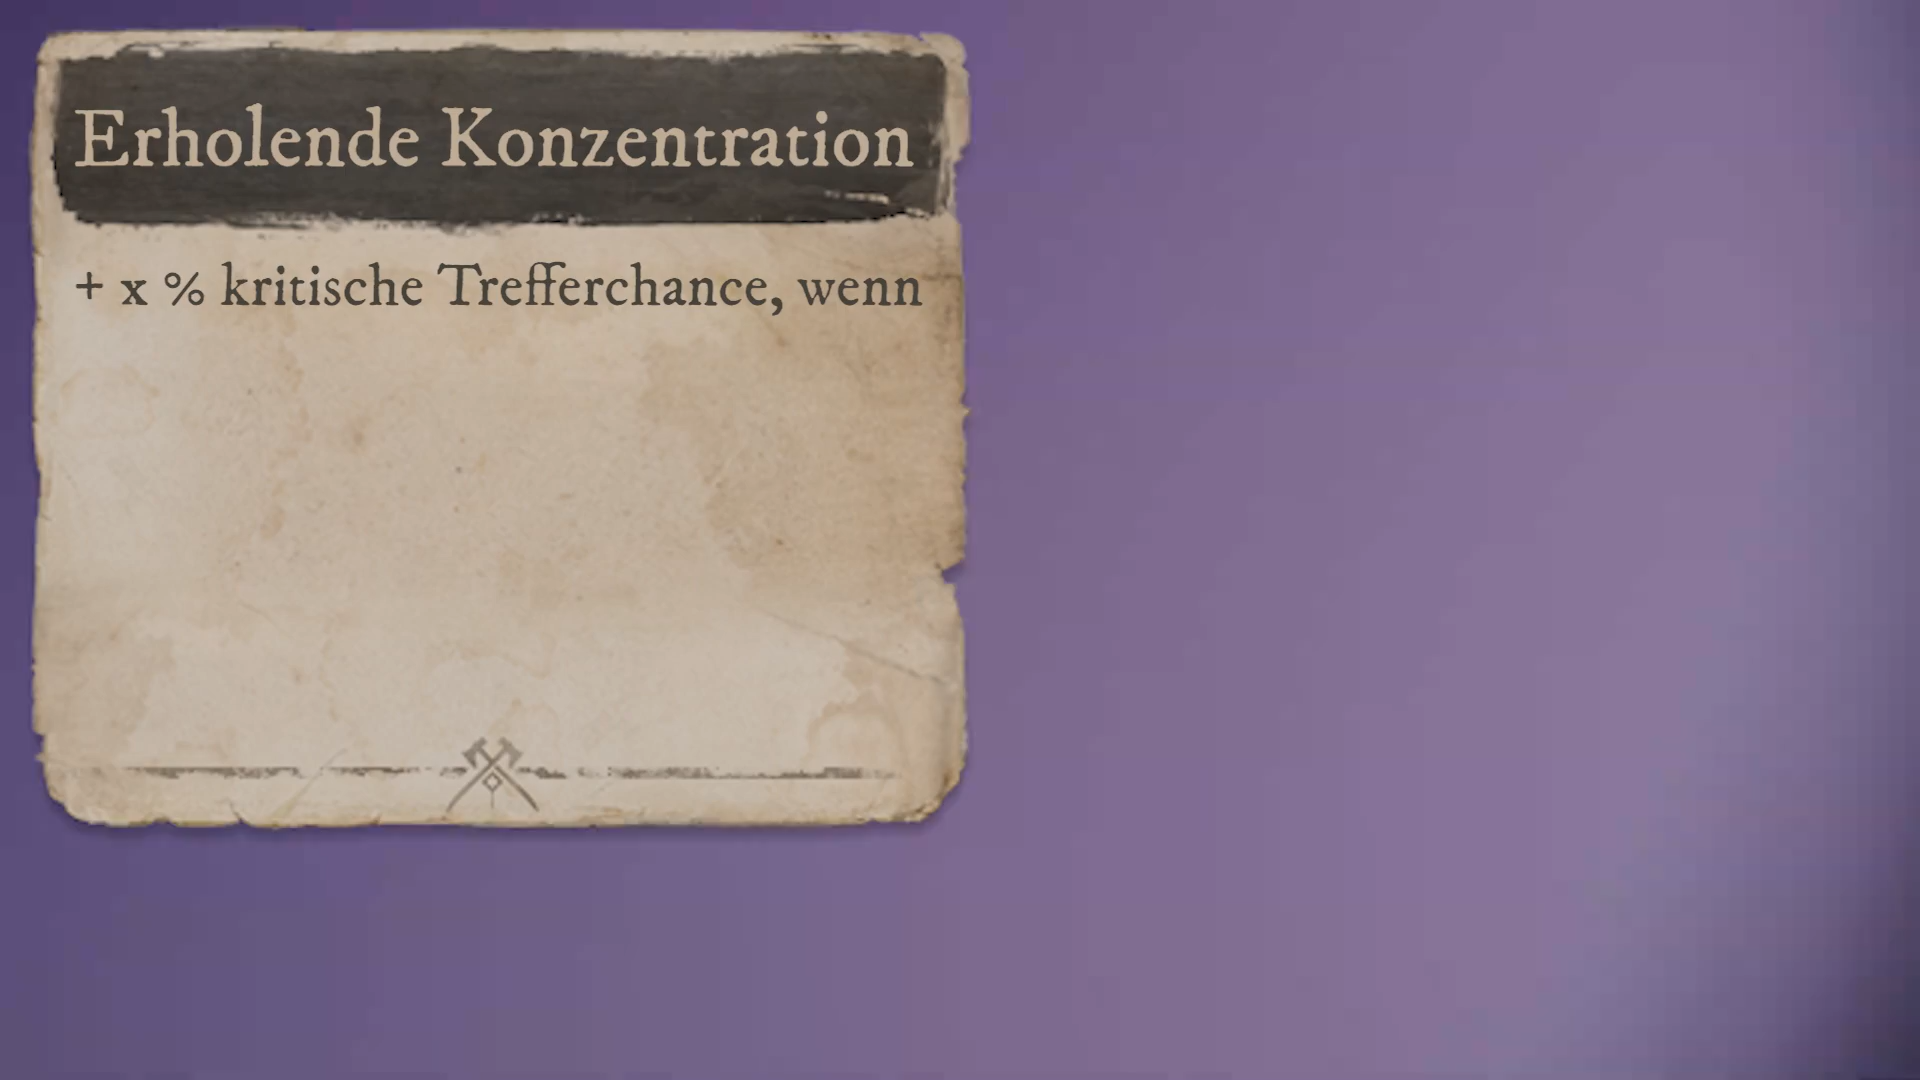 Erholende Konzentration
+ x % kritische Trefferchance, wenn